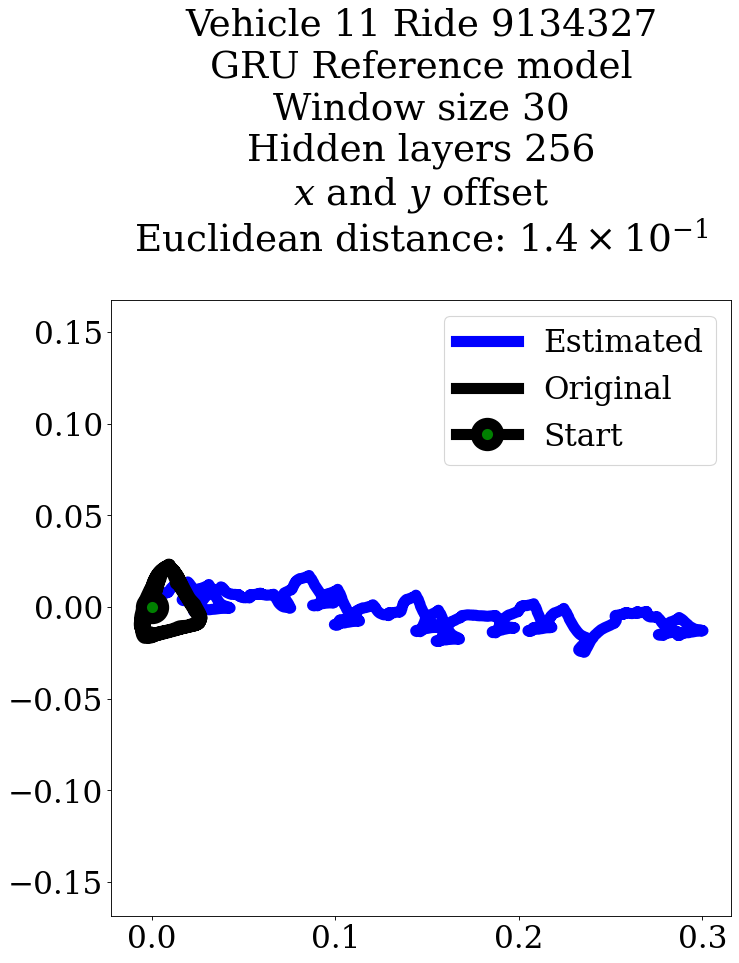 Vehicle 11 Ride 9134327
GRU Reference model
Window size 30
Hidden layers 256
x and y offset
Euclidean distance: 1.4 × 10⁻¹
Estimated
Original
Start
0.15
0.10
0.05
0.00
−0.05
−0.10
−0.15
0.0 0.1 0.2 0.3